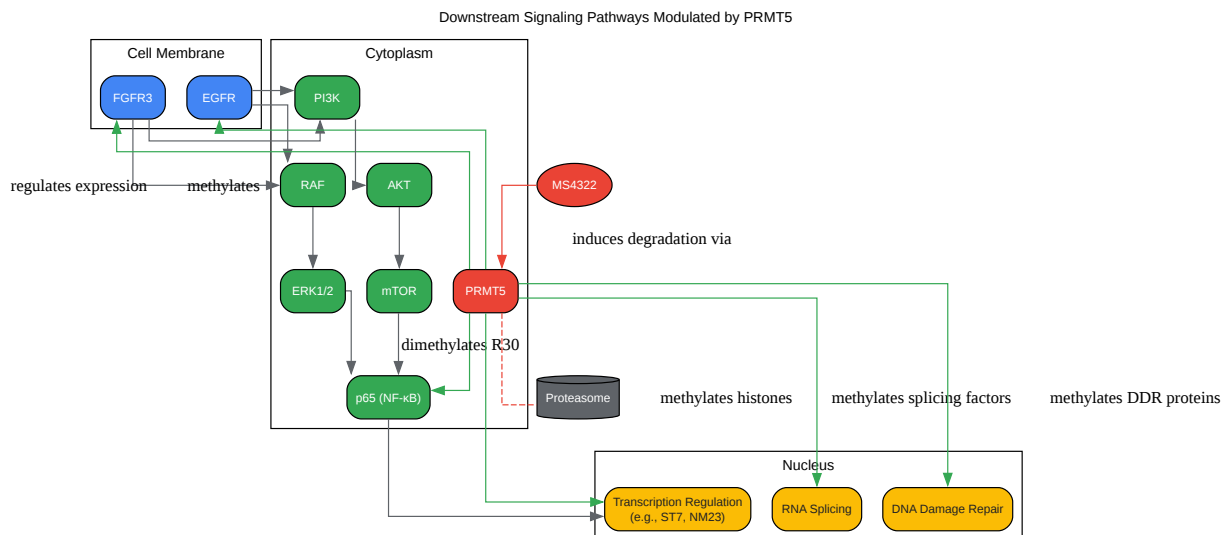 Downstream Signaling Pathways Modulated by PRMT5
Cell Membrane
Cytoplasm
FGFR3
EGFR
PI3K
regulates expression
methylates
RAF
AKT
MS4322
induces degradation via
ERK1/2
mTOR
PRMT5
dimethylates R30
p65 (NF-κB)
Proteasome
methylates histones
methylates splicing factors
methylates DDR proteins
Nucleus
Transcription Regulation
(e.g., ST7, NM23)
RNA Splicing
DNA Damage Repair